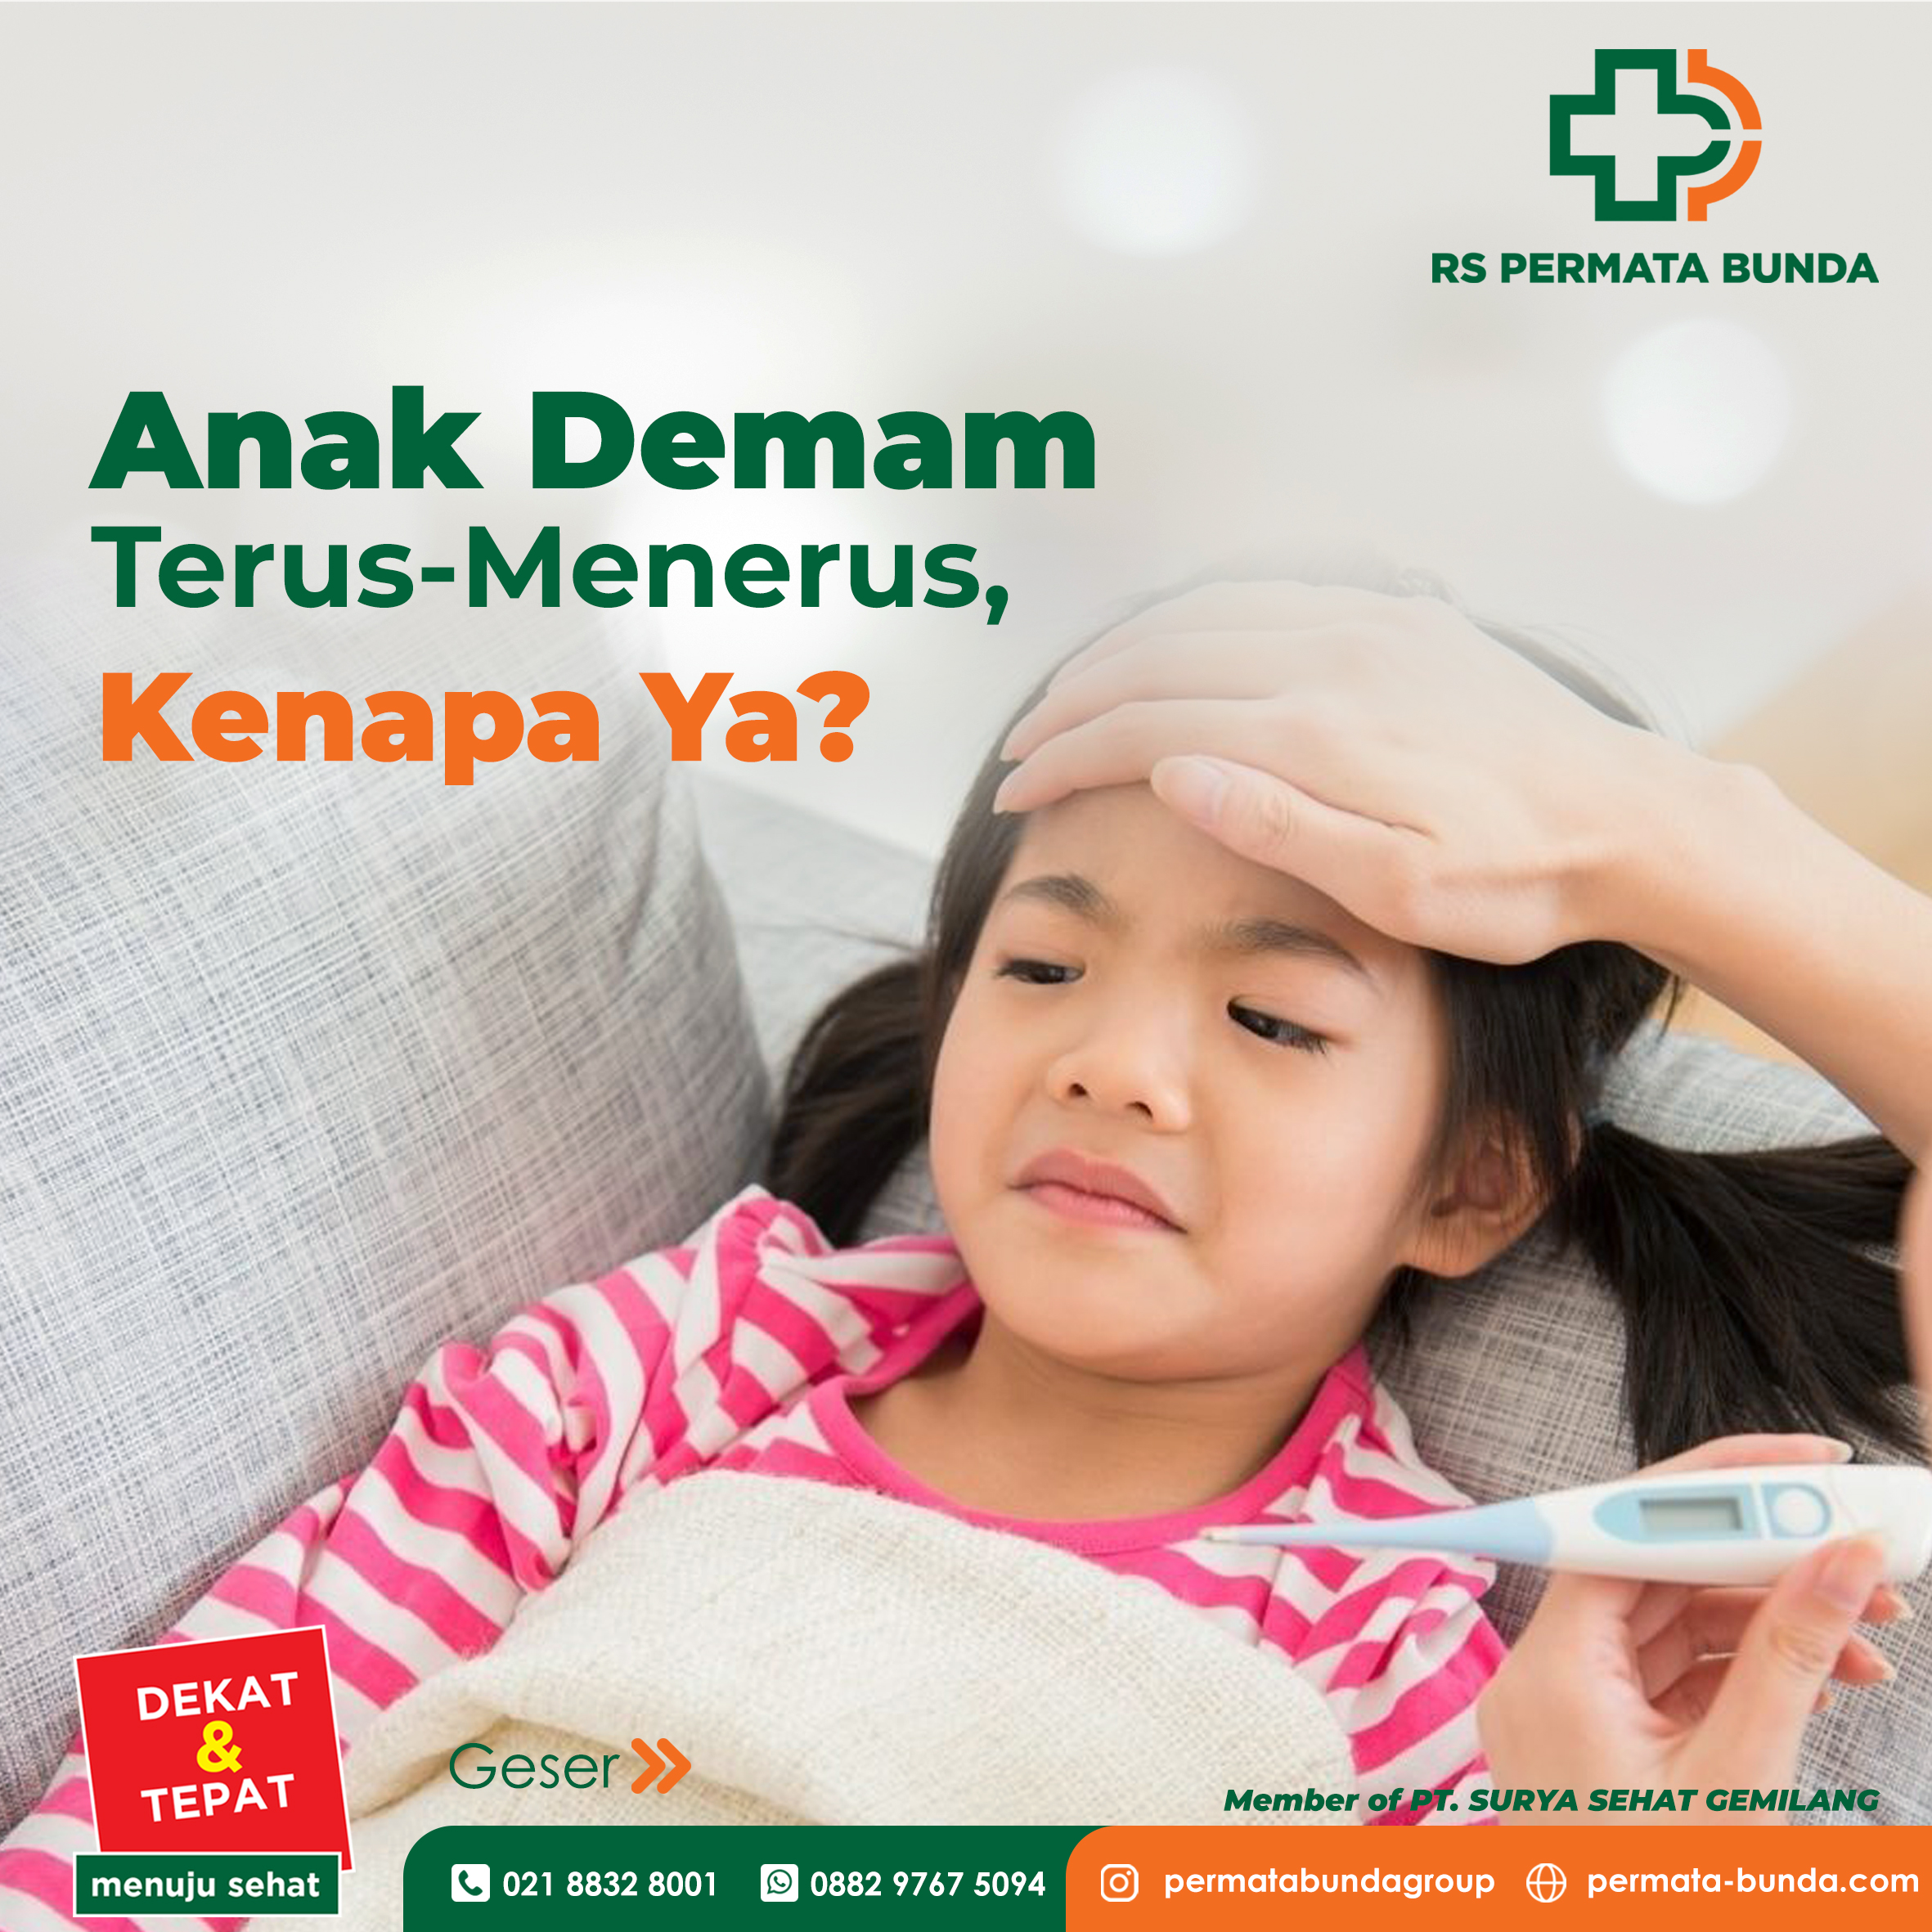 RS PERMATA BUNDA
Anak Demam
Terus-Menerus,
Kenapa Ya?
DEKAT
&
TEPAT
menuju sehat
Geser
Member of PT. SURYA SEHAT GEMILANG
021 8832 8001
0882 9767 5094
permatabundagroup
permata-bunda.com